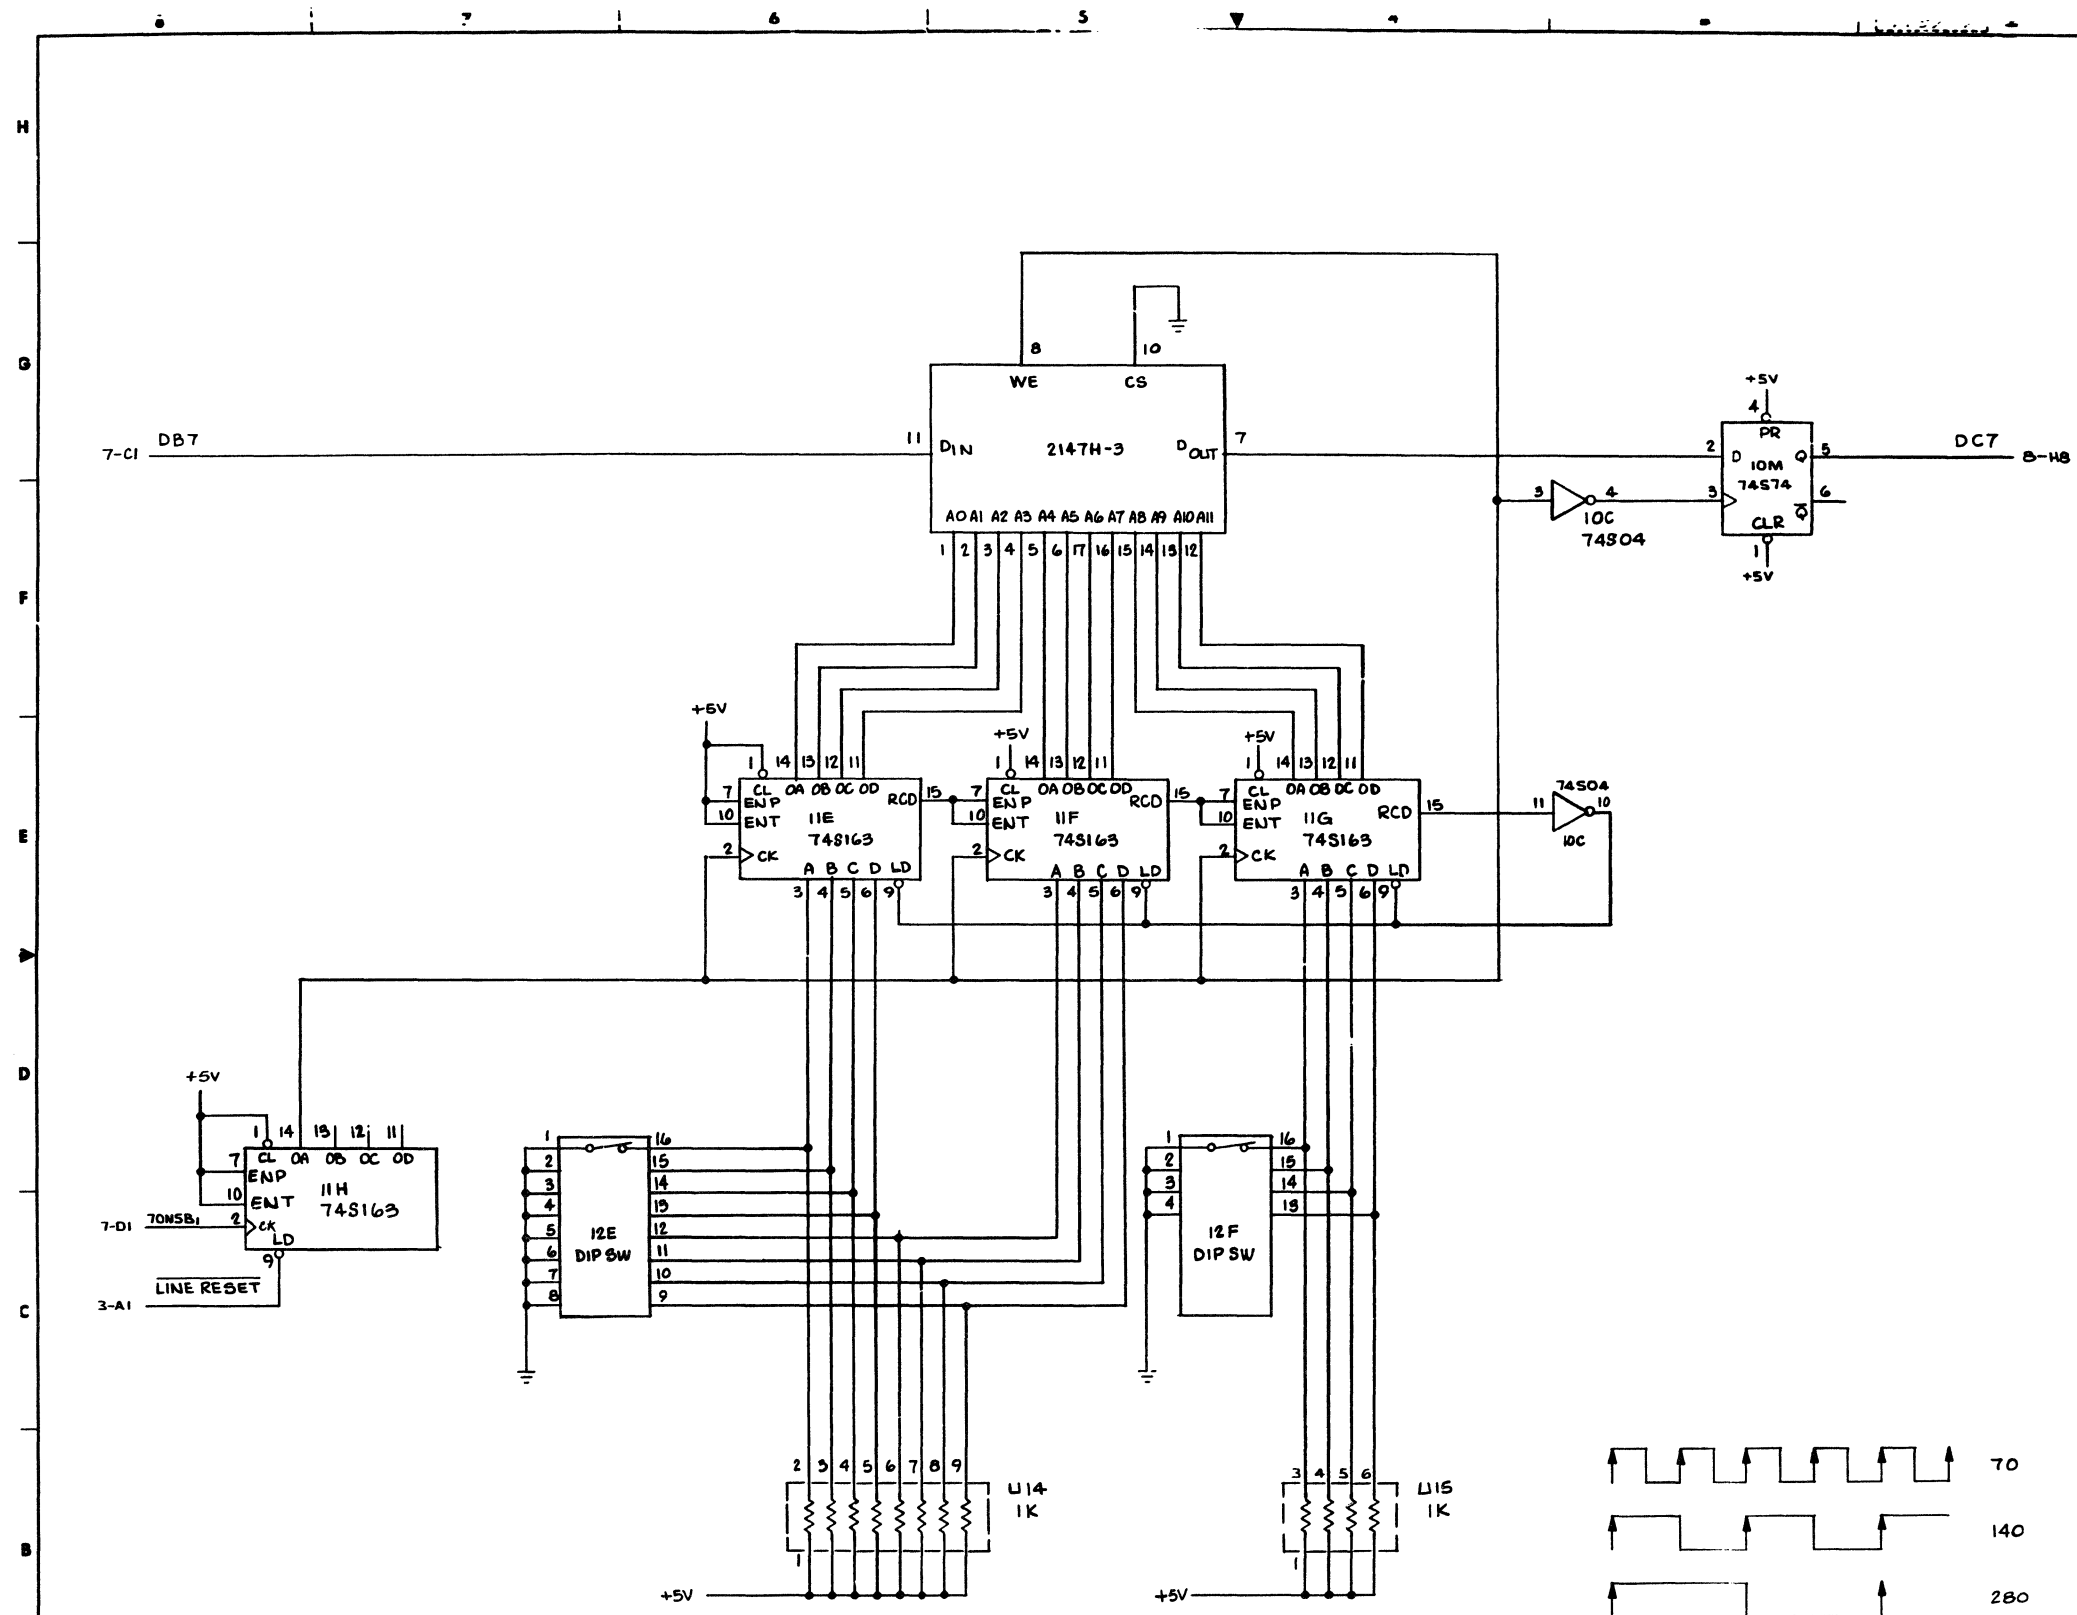 7 6 5 4
H
8 10
G
WE CS
+5V
4
PR
7-C1 DB7 11 DIN 2147H-3 DOUT 7
2 D 10M Q 5 DC7 8-H8
74S74
3 4 3 6
Q
10C CLR
74S04 1
+5V
A0 A1 A2 A3 A4 A5 A6 A7 A8 A9 A10 A11
1 2 3 4 5 6 17 16 15 14 13 12
F
+5V +5V +5V
1 14 13 12 11 1 14 13 12 11 1 14 13 12 11
CL OA OB OC OD CL OA OB OC OD CL OA OB OC OD
7 ENP RCD 15 7 ENP RCD 15 7 ENP RCD 15 11 74S04 10
10 ENT 11E 10 ENT 11F 10 ENT 11G 10C
E
74S163 74S163 74S163
2 CK 2 CK 2 CK
A B C D LD A B C D LD A B C D LD
3 4 5 6 9 3 4 5 6 9 3 4 5 6 9
D
+5V
1 14 13 12 11
CL OA OB OC OD
7 ENP
10 ENT 11H
74S163
7-D1 70NSB1 2 CK
LD
9
LINE RESET
3-A1
C
1 16
2 15
3 14
4 13
5 12
6 11
7 10
8 9
12E
DIP SW
1 16
2 15
3 14
4 13
12F
DIP SW
2 3 4 5 6 7 8 9 U14
1K
1
+5V
3 4 5 6 U15
1K
1
+5V
B
70
140
280